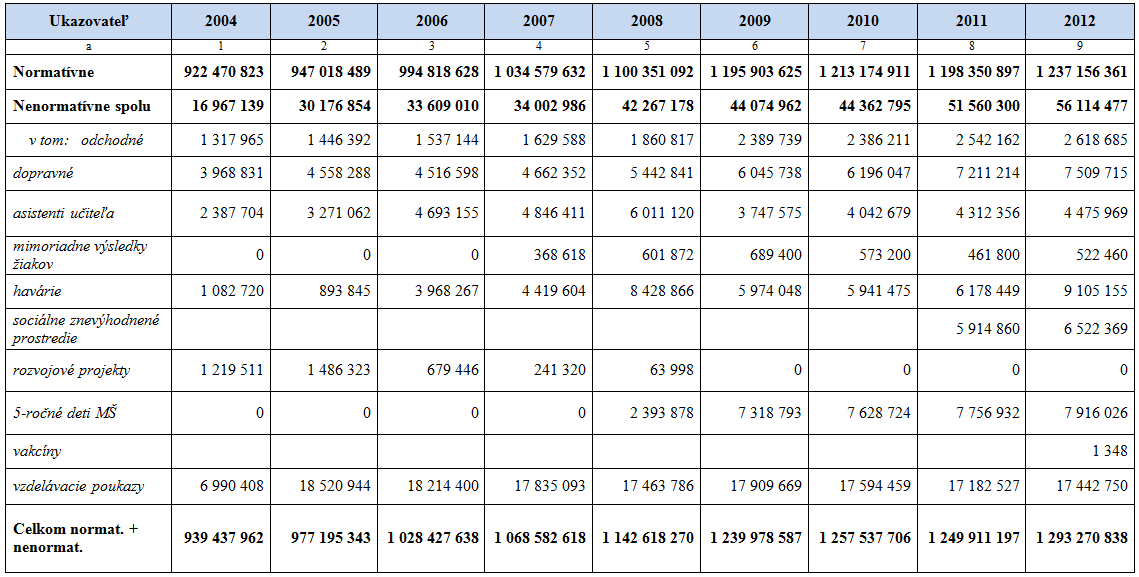 Ukazovateľ 2004 2005 2006 2007 2008 2009 2010 2011 2012
a 1 2 3 4 5 6 7 8 9
Normatívne 922 470 823 947 018 489 994 818 628 1 034 579 632 1 100 351 092 1 195 903 625 1 213 174 911 1 198 350 897 1 237 156 361
Nenormatívne spolu 16 967 139 30 176 854 33 609 010 34 002 986 42 267 178 44 074 962 44 362 795 51 560 300 56 114 477
v tom: odchodné 1 317 965 1 446 392 1 537 144 1 629 588 1 860 817 2 389 739 2 386 211 2 542 162 2 618 685
dopravné 3 968 831 4 558 288 4 516 598 4 662 352 5 442 841 6 045 738 6 196 047 7 211 214 7 509 715
asistenti učiteľa 2 387 704 3 271 062 4 693 155 4 846 411 6 011 120 3 747 575 4 042 679 4 312 356 4 475 969
mimoriadne výsledky
žiakov 0 0 0 368 618 601 872 689 400 573 200 461 800 522 460
havárie 1 082 720 893 845 3 968 267 4 419 604 8 428 866 5 974 048 5 941 475 6 178 449 9 105 155
sociálne znevýhodnené
prostredie 5 914 860 6 522 369
rozvojové projekty 1 219 511 1 486 323 679 446 241 320 63 998 0 0 0 0
5-ročné deti MŠ 0 0 0 0 2 393 878 7 318 793 7 628 724 7 756 932 7 916 026
vakcíny 1 348
vzdelávacie poukazy 6 990 408 18 520 944 18 214 400 17 835 093 17 463 786 17 909 669 17 594 459 17 182 527 17 442 750
Celkom normat. +
nenormat. 939 437 962 977 195 343 1 028 427 638 1 068 582 618 1 142 618 270 1 239 978 587 1 257 537 706 1 249 911 197 1 293 270 838